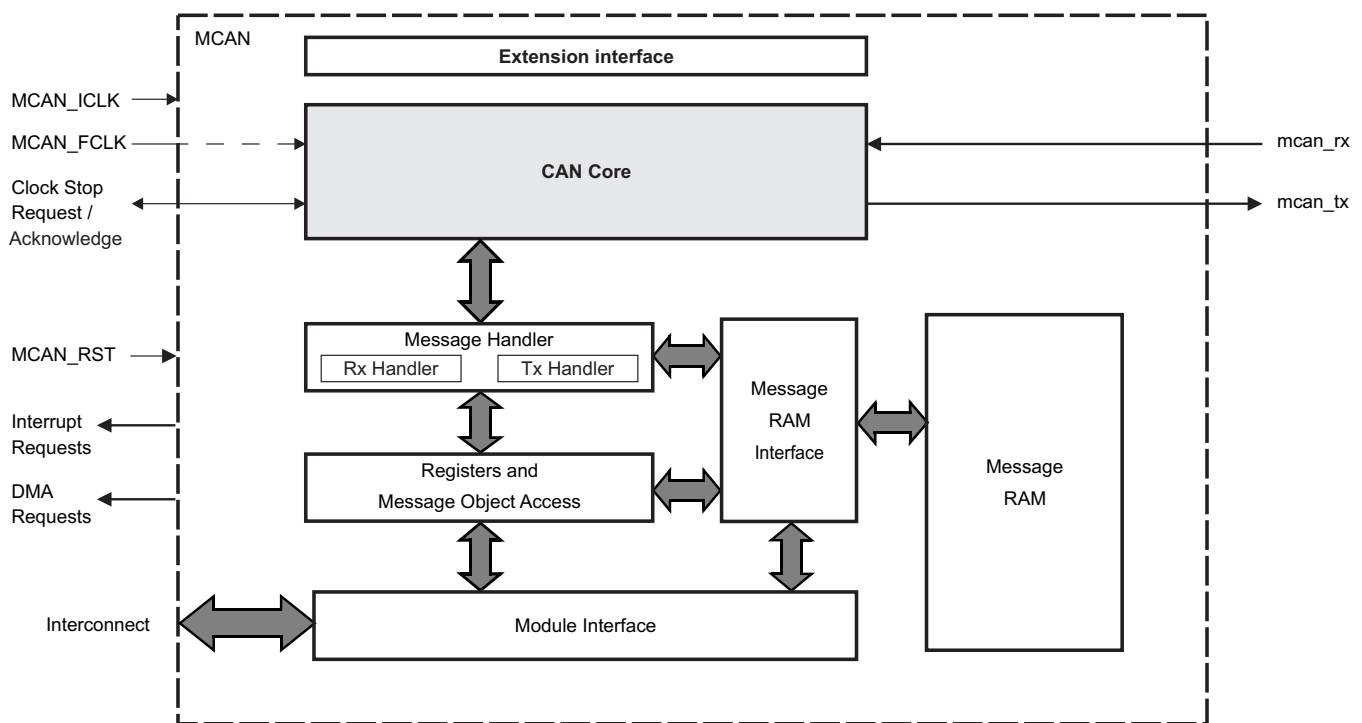 MCAN
Extension interface
MCAN_ICLK
MCAN_FCLK
mcan_rx
CAN Core
Clock Stop
Request /
Acknowledge
mcan_tx
Message Handler
Rx Handler
Tx Handler
MCAN_RST
Message
RAM
Interface
Interrupt
Requests
Registers and
Message Object Access
Message
RAM
DMA
Requests
Interconnect
Module Interface